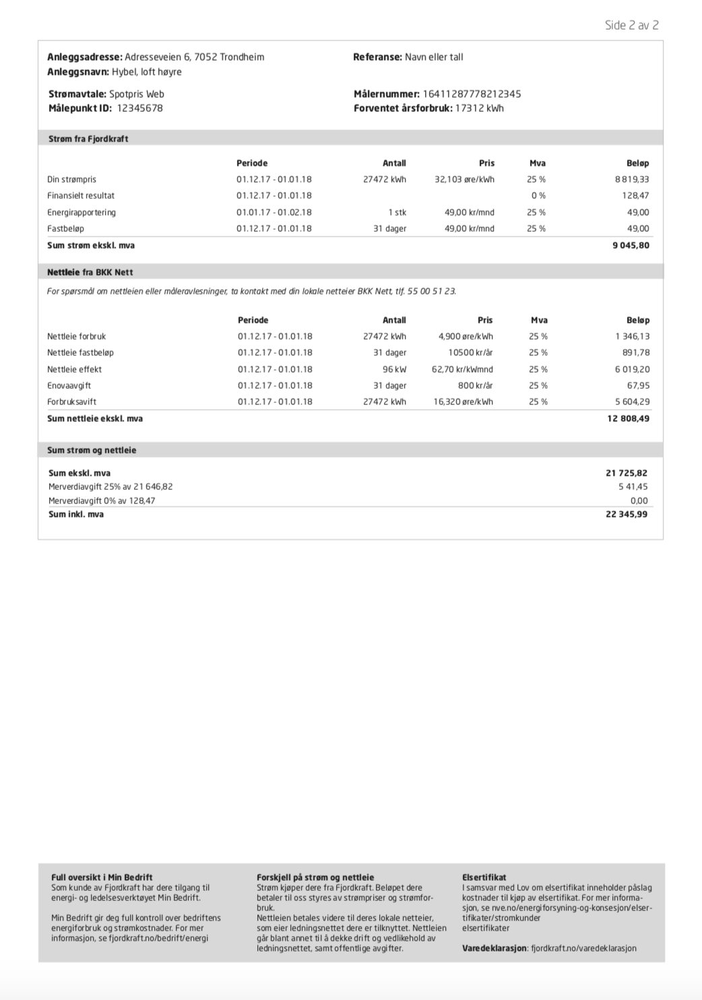 Side 2 av 2
Anleggsadresse: Adresseveien 6, 7052 Trondheim Referanse: Navn eller tall
Anleggsnavn: Hybel, loft høyre
Strømavtale: Spotpris Web Målernummer: 16411287778212345
Målepunkt ID: 12345678 Forventet årsforbruk: 17312 kWh
Strøm fra Fjordkraft
Periode Antall Pris Mva Beløp
Din strømpris 01.12.17 - 01.01.18 27472 kWh 32,103 øre/kWh 25 % 8 819,33
Finansielt resultat 01.12.17 - 01.01.18 0 % 128,47
Energirapportering 01.01.17 - 01.02.18 1 stk 49,00 kr/mnd 25 % 49,00
Fastbeløp 01.12.17 - 01.01.18 31 dager 49,00 kr/mnd 25 % 49,00
Sum strøm ekskl. mva 9 045,80
Nettleie fra BKK Nett
For spørsmål om nettleien eller måleravlesninger, ta kontakt med din lokale netteier BKK Nett, tlf. 55 00 51 23.
Periode Antall Pris Mva Beløp
Nettleie forbruk 01.12.17 - 01.01.18 27472 kWh 4,900 øre/kWh 25 % 1 346,13
Nettleie fastbeløp 01.12.17 - 01.01.18 31 dager 10500 kr/år 25 % 891,78
Nettleie effekt 01.12.17 - 01.01.18 96 kW 62,70 kr/kWmnd 25 % 6 019,20
Enovaavgift 01.12.17 - 01.01.18 31 dager 800 kr/år 25 % 67,95
Forbruksavift 01.12.17 - 01.01.18 27472 kWh 16,320 øre/kWh 25 % 5 604,29
Sum nettleie ekskl. mva 12 808,49
Sum strøm og nettleie
Sum ekskl. mva 21 725,82
Merverdiavgift 25% av 21 646,82 5 41,45
Merverdiavgift 0% av 128,47 0,00
Sum inkl. mva 22 345,99
Full oversikt i Min Bedrift
Som kunde av Fjordkraft har dere tilgang til
energi- og ledelsesverktøyet Min Bedrift.
Min Bedrift gir deg full kontroll over bedriftens
energiforbruk og strømkostnader. For mer
informasjon, se fjordkraft.no/bedrift/energi
Forskjell på strøm og nettleie
Strøm kjøper dere fra Fjordkraft. Beløpet dere
betaler til oss styres av strømpriser og strømfor-
bruk.
Nettleien betales videre til deres lokale netteier,
som eier ledningsnettet dere er tilknyttet. Nettleien
går blant annet til å dekke drift og vedlikehold av
ledningsnettet, samt offentlige avgifter.
Elsertifikat
I samsvar med Lov om elsertifikat inneholder påslag
kostnader til kjøp av elsertifikat. For mer informa-
sjon, se nve.no/energiforsyning-og-konsesjon/elser-
tifikater/stromkunder
elsertifikater
Varedeklarasjon: fjordkraft.no/varedeklarasjon